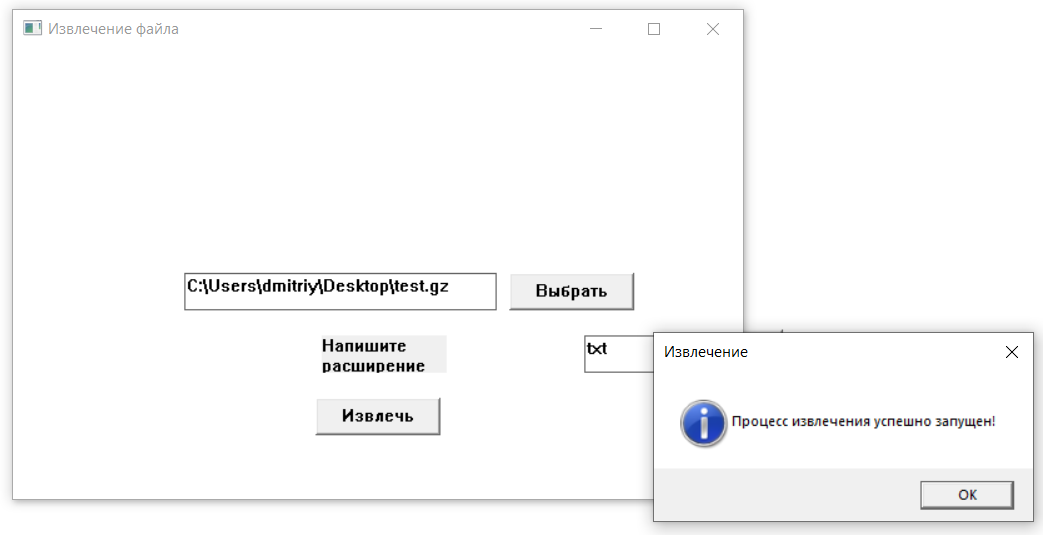 Извлечение файла
C:\Users\dmitriy\Desktop\test.gz
Выбрать
Напишите
расширение
txt
Извлечь
Извлечение
Процесс извлечения успешно запущен!
OK